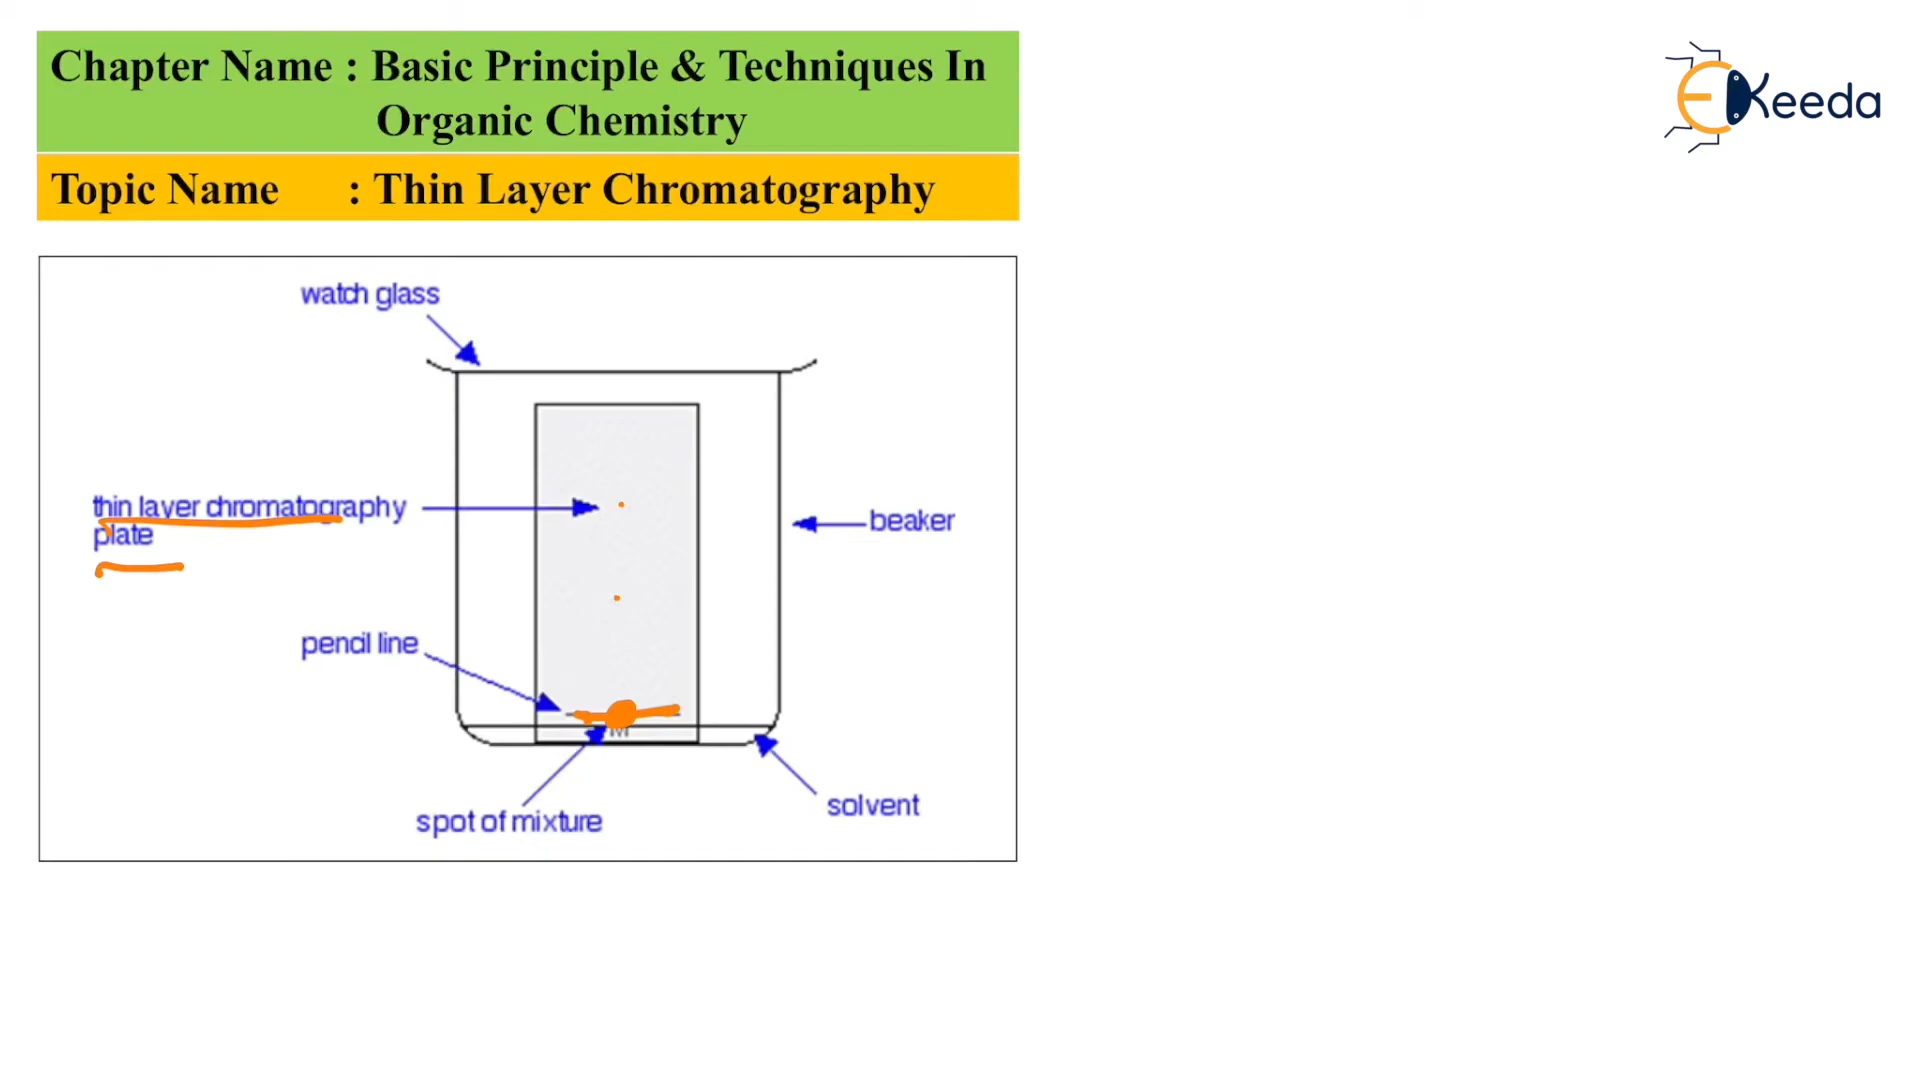 Chapter Name : Basic Principle & Techniques In
Organic Chemistry
Topic Name : Thin Layer Chromatography
EKeeda
watch glass
thin layer chromatography
plate
beaker
pencil line
M
spot of mixture
solvent